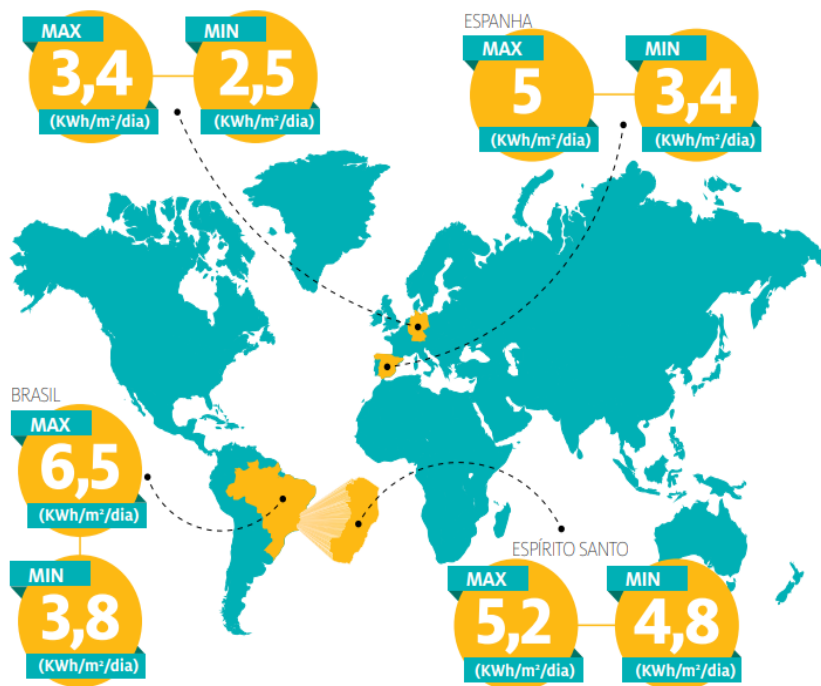 MAX
3,4
(KWh/m²/dia)
MIN
2,5
(KWh/m²/dia)
ESPANHA
MAX
5
(KWh/m²/dia)
MIN
3,4
(KWh/m²/dia)
BRASIL
MAX
6,5
(KWh/m²/dia)
MIN
3,8
(KWh/m²/dia)
ESPÍRITO SANTO
MAX
5,2
(KWh/m²/dia)
MIN
4,8
(KWh/m²/dia)